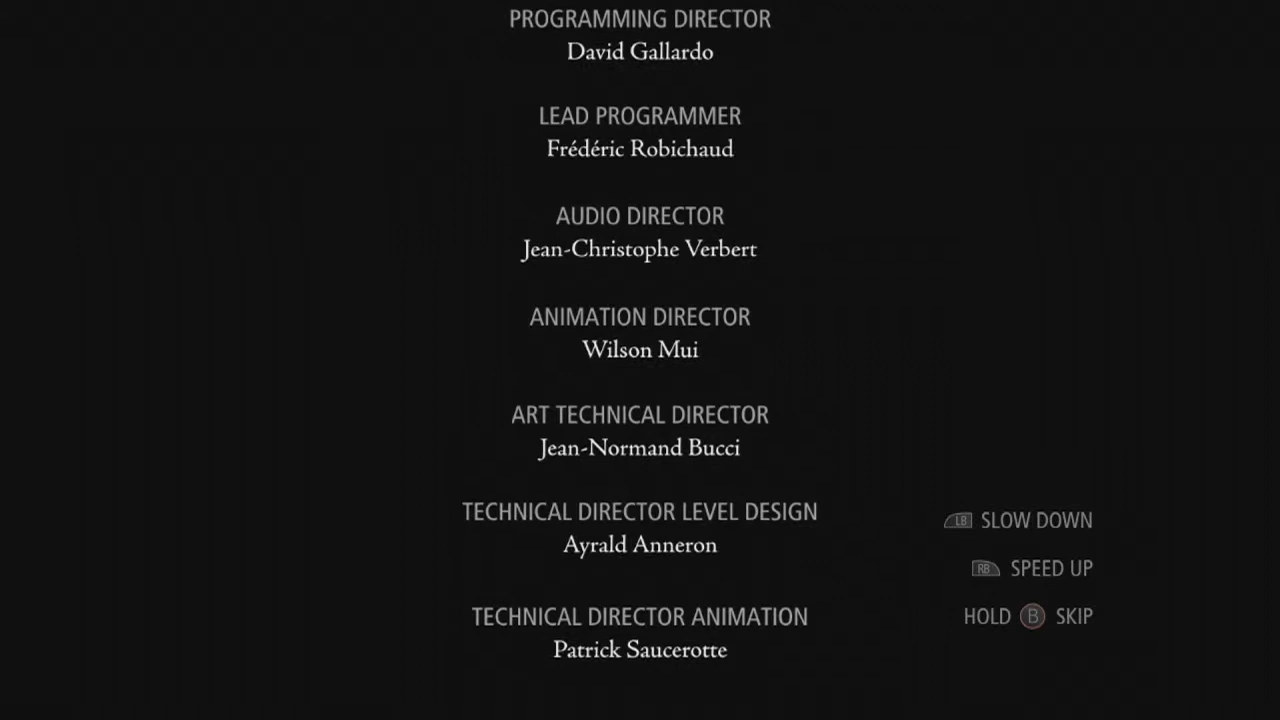 PROGRAMMING DIRECTOR
David Gallardo
LEAD PROGRAMMER
Frédéric Robichaud
AUDIO DIRECTOR
Jean-Christophe Verbert
ANIMATION DIRECTOR
Wilson Mui
ART TECHNICAL DIRECTOR
Jean-Normand Bucci
TECHNICAL DIRECTOR LEVEL DESIGN
Ayrald Anneron
TECHNICAL DIRECTOR ANIMATION
Patrick Saucerotte
LB SLOW DOWN
RB SPEED UP
HOLD B SKIP